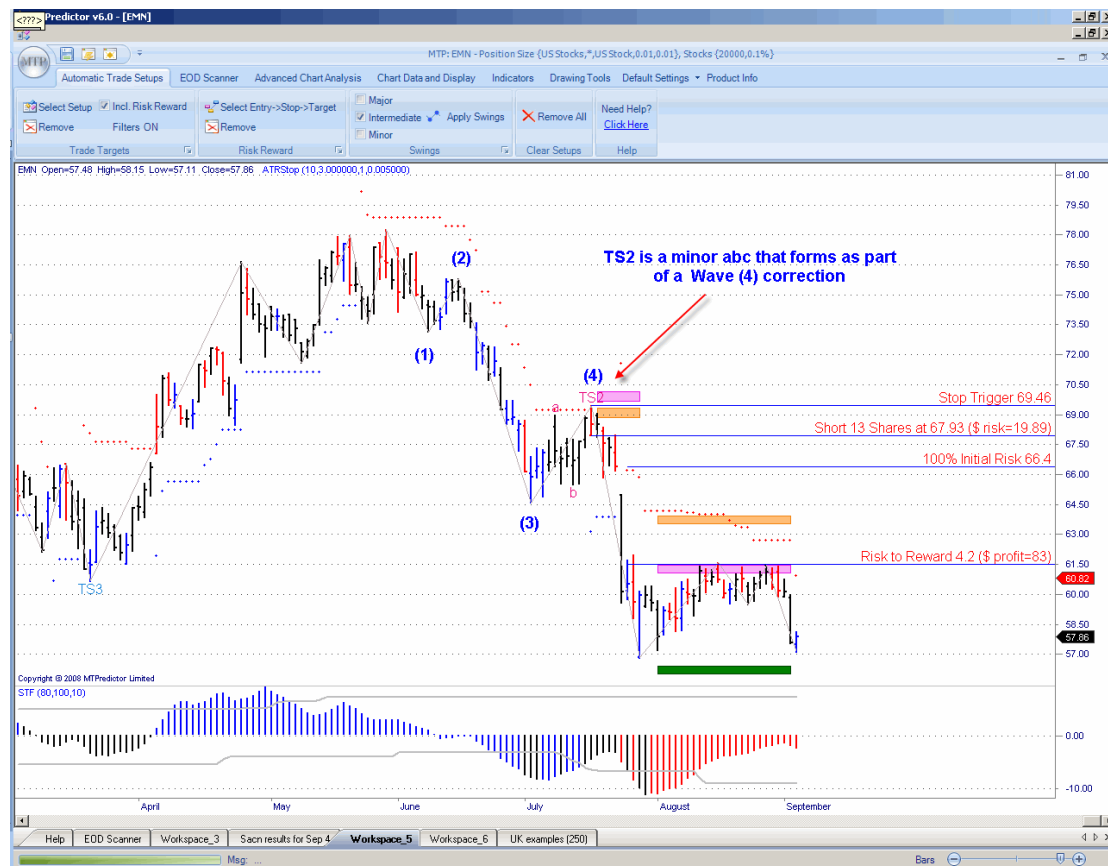 <???>
Predictor v6.0 - [EMN]
MTP
MTP: EMN - Position Size {US Stocks,*,US Stock,0.01,0.01}, Stocks {20000,0.1%}
Automatic Trade Setups EOD Scanner Advanced Chart Analysis Chart Data and Display Indicators Drawing Tools Default Settings Product Info
Select Setup Incl. Risk Reward
Remove Filters ON
Trade Targets
Select Entry->Stop->Target
Remove
Risk Reward
Major
Intermediate Apply Swings
Minor
Swings
Remove All
Clear Setups
Need Help?
Click Here
Help
EMN Open=57.48 High=58.15 Low=57.11 Close=57.86 ATRStop (10,3.000000,1,0.005000)
81.00
79.50
78.00
76.50
75.00
73.50
72.00
70.50
69.00
67.50
66.00
64.50
63.00
61.50
60.82
60.00
58.50
57.86
57.00
TS2 is a minor abc that forms as part
of a Wave (4) correction
(2)
(1)
(4)
TS2
a
b
(3)
TS3
Stop Trigger 69.46
Short 13 Shares at 67.93 ($ risk=19.89)
100% Initial Risk 66.4
Risk to Reward 4.2 ($ profit=83)
Copyright @ 2008 MTPredictor Limited
STF (80,100,10)
0.00
-10.00
April May June July August September
Help EOD Scanner Workspace_3 Sacn results for Sep 4 Workspace_5 Workspace_6 UK examples (250)
Msg: ...
Bars